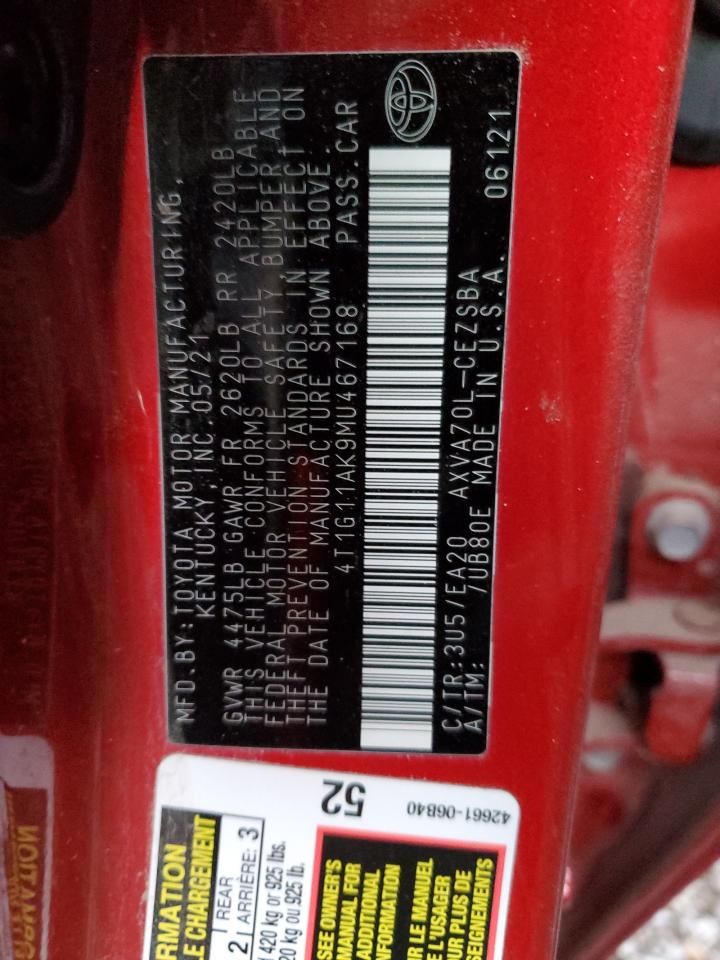 MFD. BY: TOYOTA MOTOR MANUFACTURING,
KENTUCKY, INC. 05/21
GVWR 4475LB GAWR FR 2620LB RR 2420LB
THIS VEHICLE CONFORMS TO ALL APPLICABLE
FEDERAL MOTOR VEHICLE SAFETY BUMPER AND
THEFT PREVENTION STANDARDS IN EFFECT ON
THE DATE OF MANUFACTURE SHOWN ABOVE.
4T1G11AK9MU467168 PASS.CAR
C/TR:3U5/EA20 AXVA70L-CEZSBA 06121
A/TM: /UB80E MADE IN U.S.A.
52
42661-06B40
RMATION
LE CHARGEMENT
REAR
2 ARRIÈRE: 3
420 kg or 925 lbs.
20 kg ou 925 lb.
SEE OWNER'S
MANUAL FOR
ADDITIONAL
INFORMATION
IR LE MANUEL
E L'USAGER
UR PLUS DE
SEIGNEMENTS